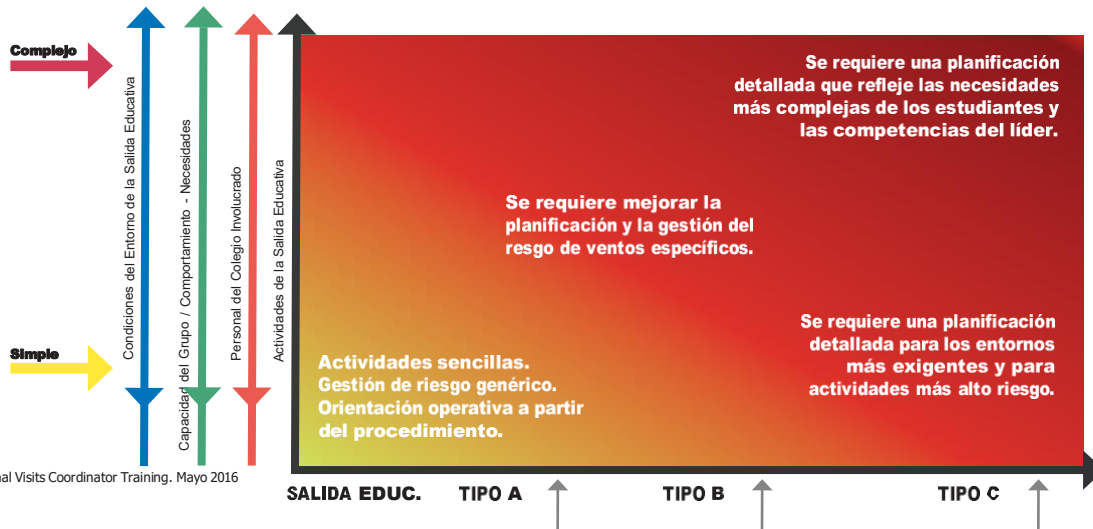 Complejo
Simple
Condiciones del Entorno de la Salida Educativa
Capacidad del Grupo / Comportamiento - Necesidades
Personal del Colegio Involucrado
Actividades de la Salida Educativa
Se requiere una planificación
detallada que refleje las necesidades
más complejas de los estudiantes y
las competencias del líder.
Se requiere mejorar la
planificación y la gestión del
resgo de ventos específicos.
Se requiere una planificación
detallada para los entornos
más exigentes y para
actividades más alto riesgo.
Actividades sencillas.
Gestión de riesgo genérico.
Orientación operativa a partir
del procedimiento.
nal Visits Coordinator Training. Mayo 2016
SALIDA EDUC. TIPO A TIPO B TIPO C